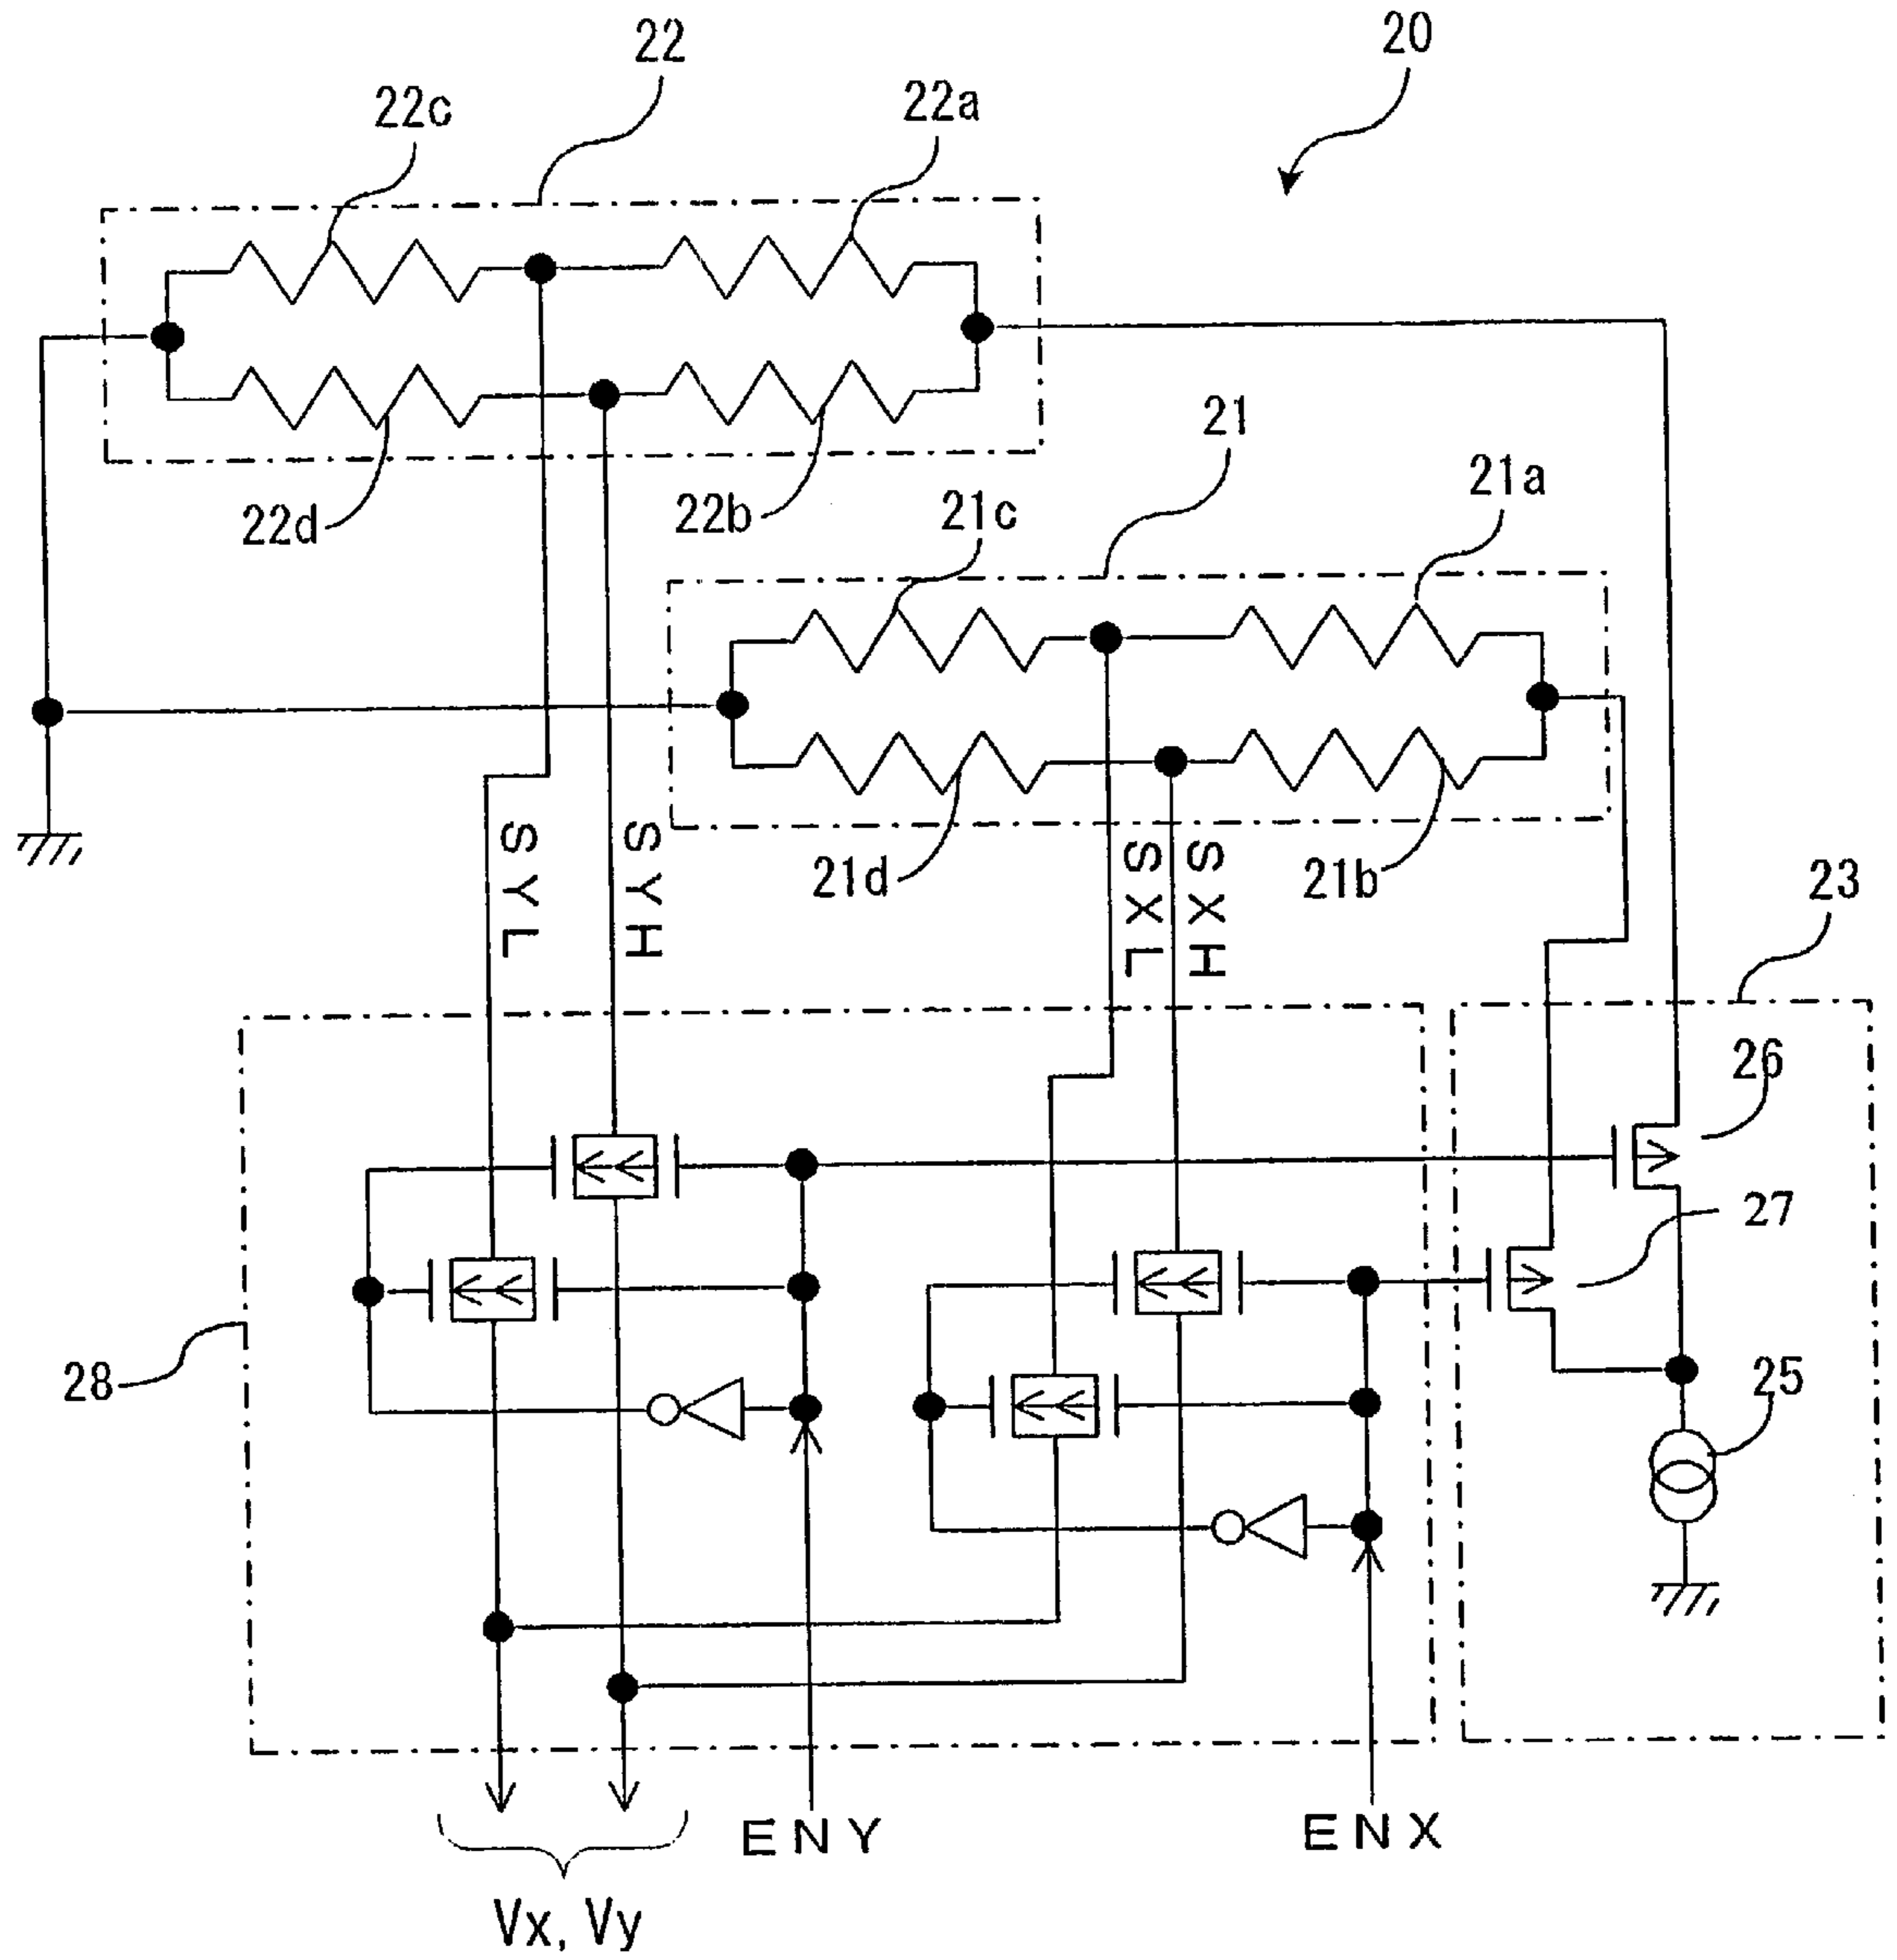 20
22
22c
22a
22d
22b
21
21c
21a
21d
21b
SYL
SYH
SXL
SXH
23
26
27
25
28
ENY
ENX
Vx, Vy